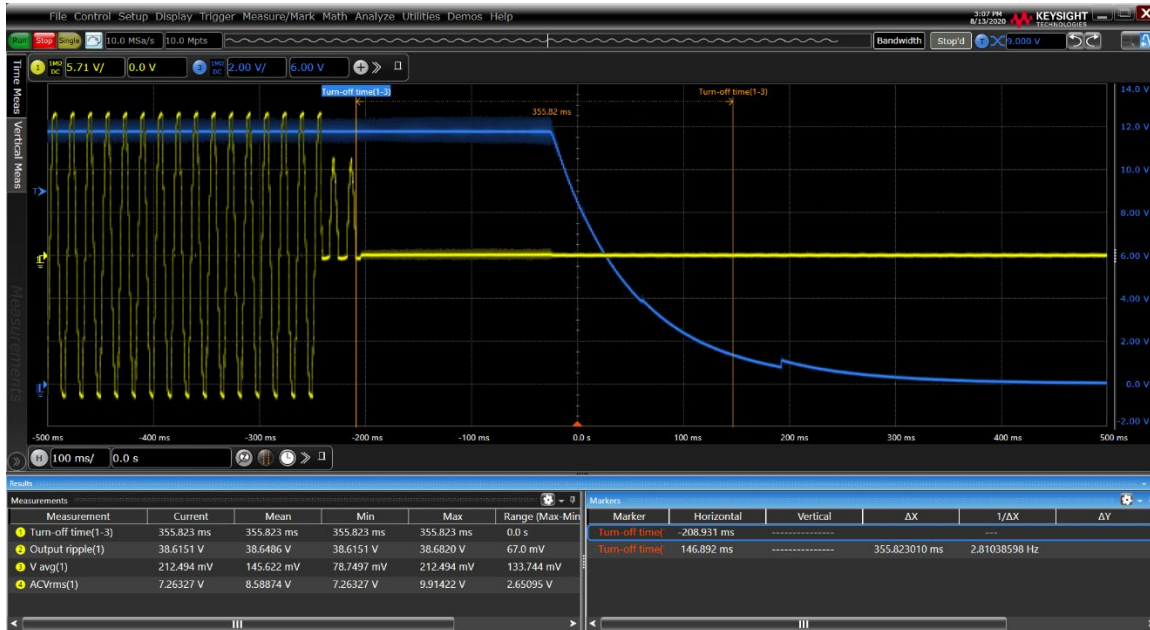 File Control Setup Display Trigger Measure/Mark Math Analyze Utilities Demos Help
3:07 PM
8/13/2020
KEYSIGHT
TECHNOLOGIES
Run Stop Single 10.0 MSa/s 10.0 Mpts Bandwidth Stop'd T 9.000 V
1 1MΩ DC 5.71 V/ 0.0 V 3 1MΩ DC 2.00 V/ 6.00 V
Time Meas
Vertical Meas
Measurements
Turn-off time(1-3) Turn-off time(1-3)
355.82 ms
14.0 V
12.0 V
10.0 V
T
8.00 V
6.00 V
4.00 V
2.00 V
0.0 V
-2.00 V
-500 ms -400 ms -300 ms -200 ms -100 ms 0.0 s 100 ms 200 ms 300 ms 400 ms 500 ms
H 100 ms/ 0.0 s
Results
Measurements
Measurement Current Mean Min Max Range (Max-Min
1 Turn-off time(1-3) 355.823 ms 355.823 ms 355.823 ms 355.823 ms 0.0 s
2 Output ripple(1) 38.6151 V 38.6486 V 38.6151 V 38.6820 V 67.0 mV
3 V avg(1) 212.494 mV 145.622 mV 78.7497 mV 212.494 mV 133.744 mV
4 ACVrms(1) 7.26327 V 8.58874 V 7.26327 V 9.91422 V 2.65095 V
Markers
Marker Horizontal Vertical ΔX 1/ΔX ΔY
Turn-off time( -208.931 ms --------------- ---
Turn-off time( 146.892 ms --------------- 355.823010 ms 2.81038598 Hz